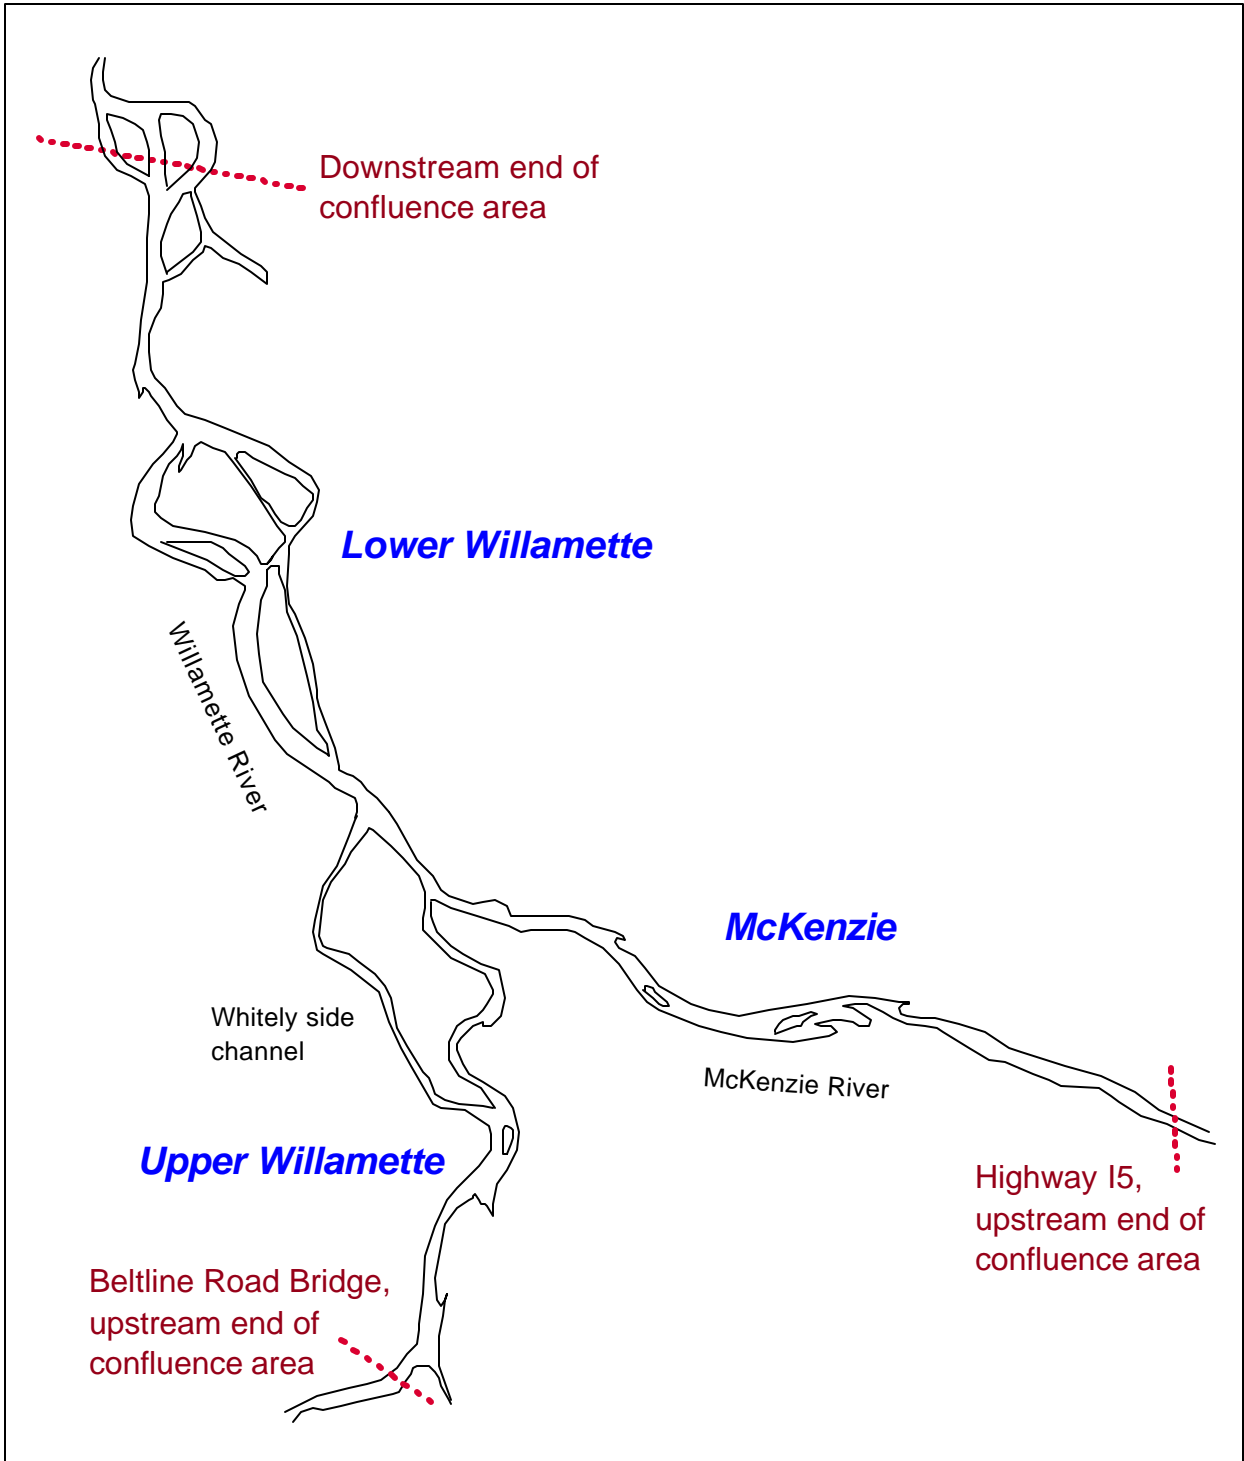 Downstream end of
confluence area
Lower Willamette
Willamette River
McKenzie
Whitely side
channel
McKenzie River
Upper Willamette
Highway I5,
upstream end of
confluence area
Beltline Road Bridge,
upstream end of
confluence area